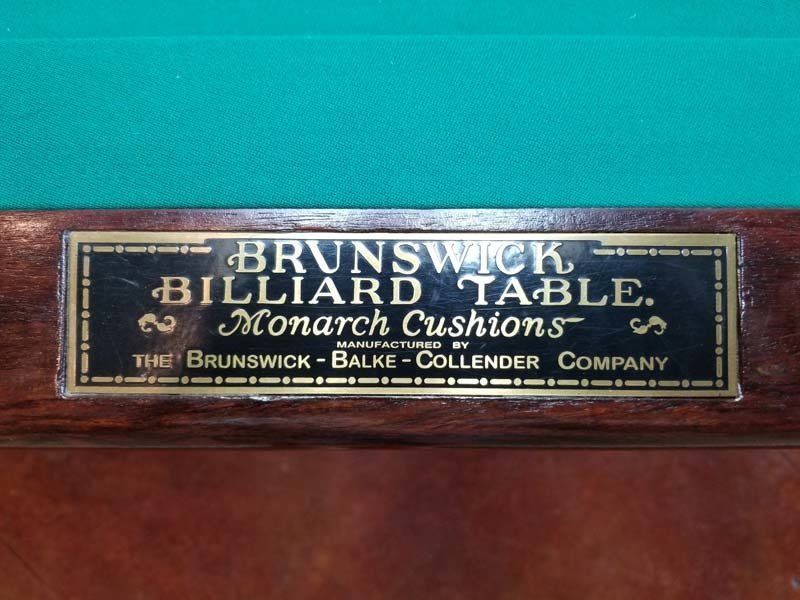 BRUNSWICK
BILLIARD TABLE.
Monarch Cushions
MANUFACTURED BY
THE BRUNSWICK-BALKE-COLLENDER COMPANY